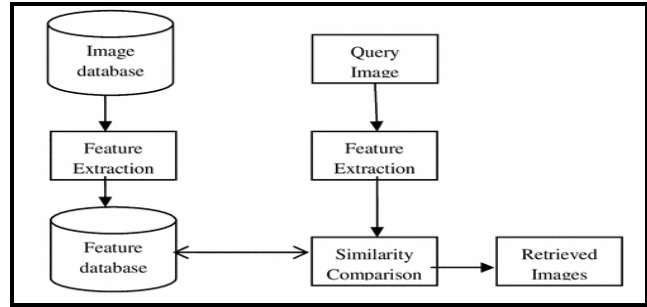 Image
database
Query
Image
Feature
Extraction
Feature
Extraction
Feature
database
Similarity
Comparison
Retrieved
Images